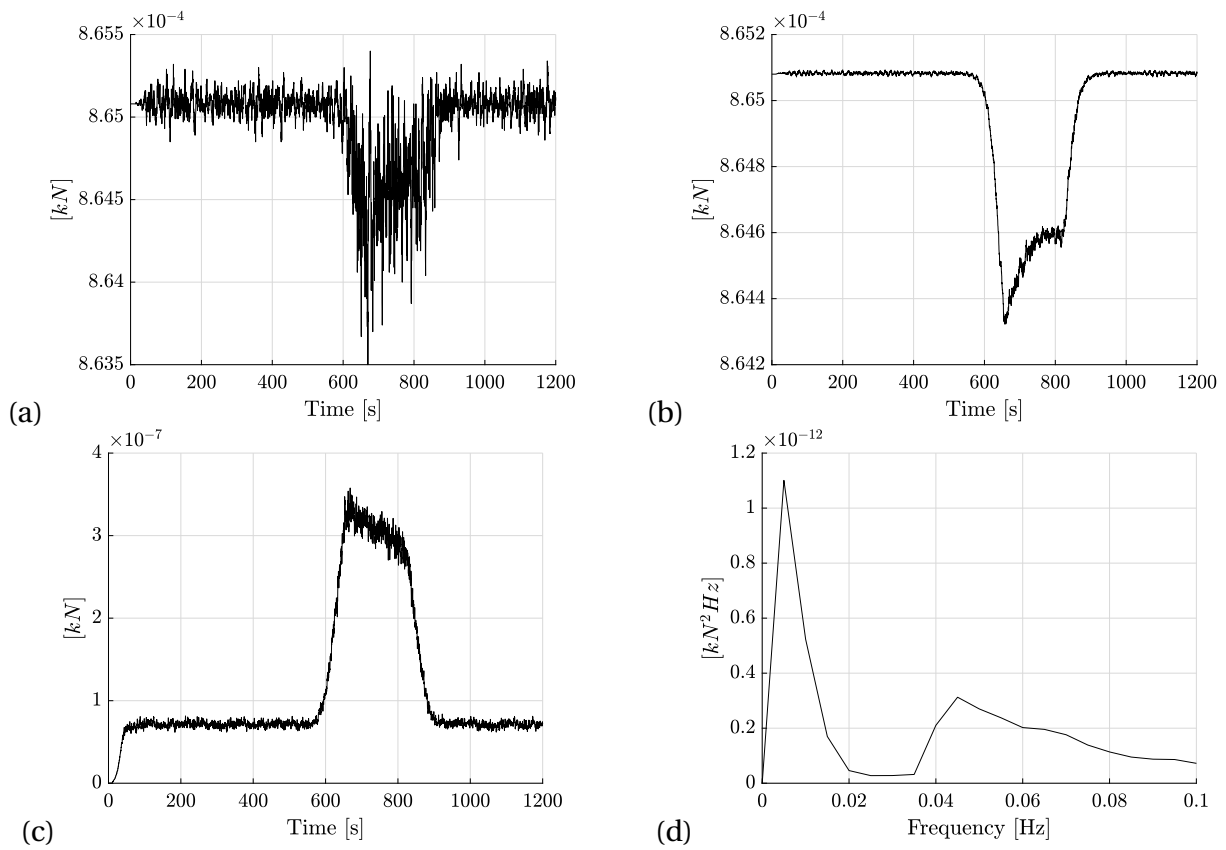 ×10⁻⁴
8.655
8.65
8.645
8.64
8.635
[kN]
0 200 400 600 800 1000 1200
Time [s]
(a)
×10⁻⁴
8.652
8.65
8.648
8.646
8.644
8.642
[kN]
0 200 400 600 800 1000 1200
Time [s]
(b)
×10⁻⁷
4
3
2
1
0
[kN]
0 200 400 600 800 1000 1200
Time [s]
(c)
×10⁻¹²
1.2
1
0.8
0.6
0.4
0.2
0
[kN²Hz]
0 0.02 0.04 0.06 0.08 0.1
Frequency [Hz]
(d)